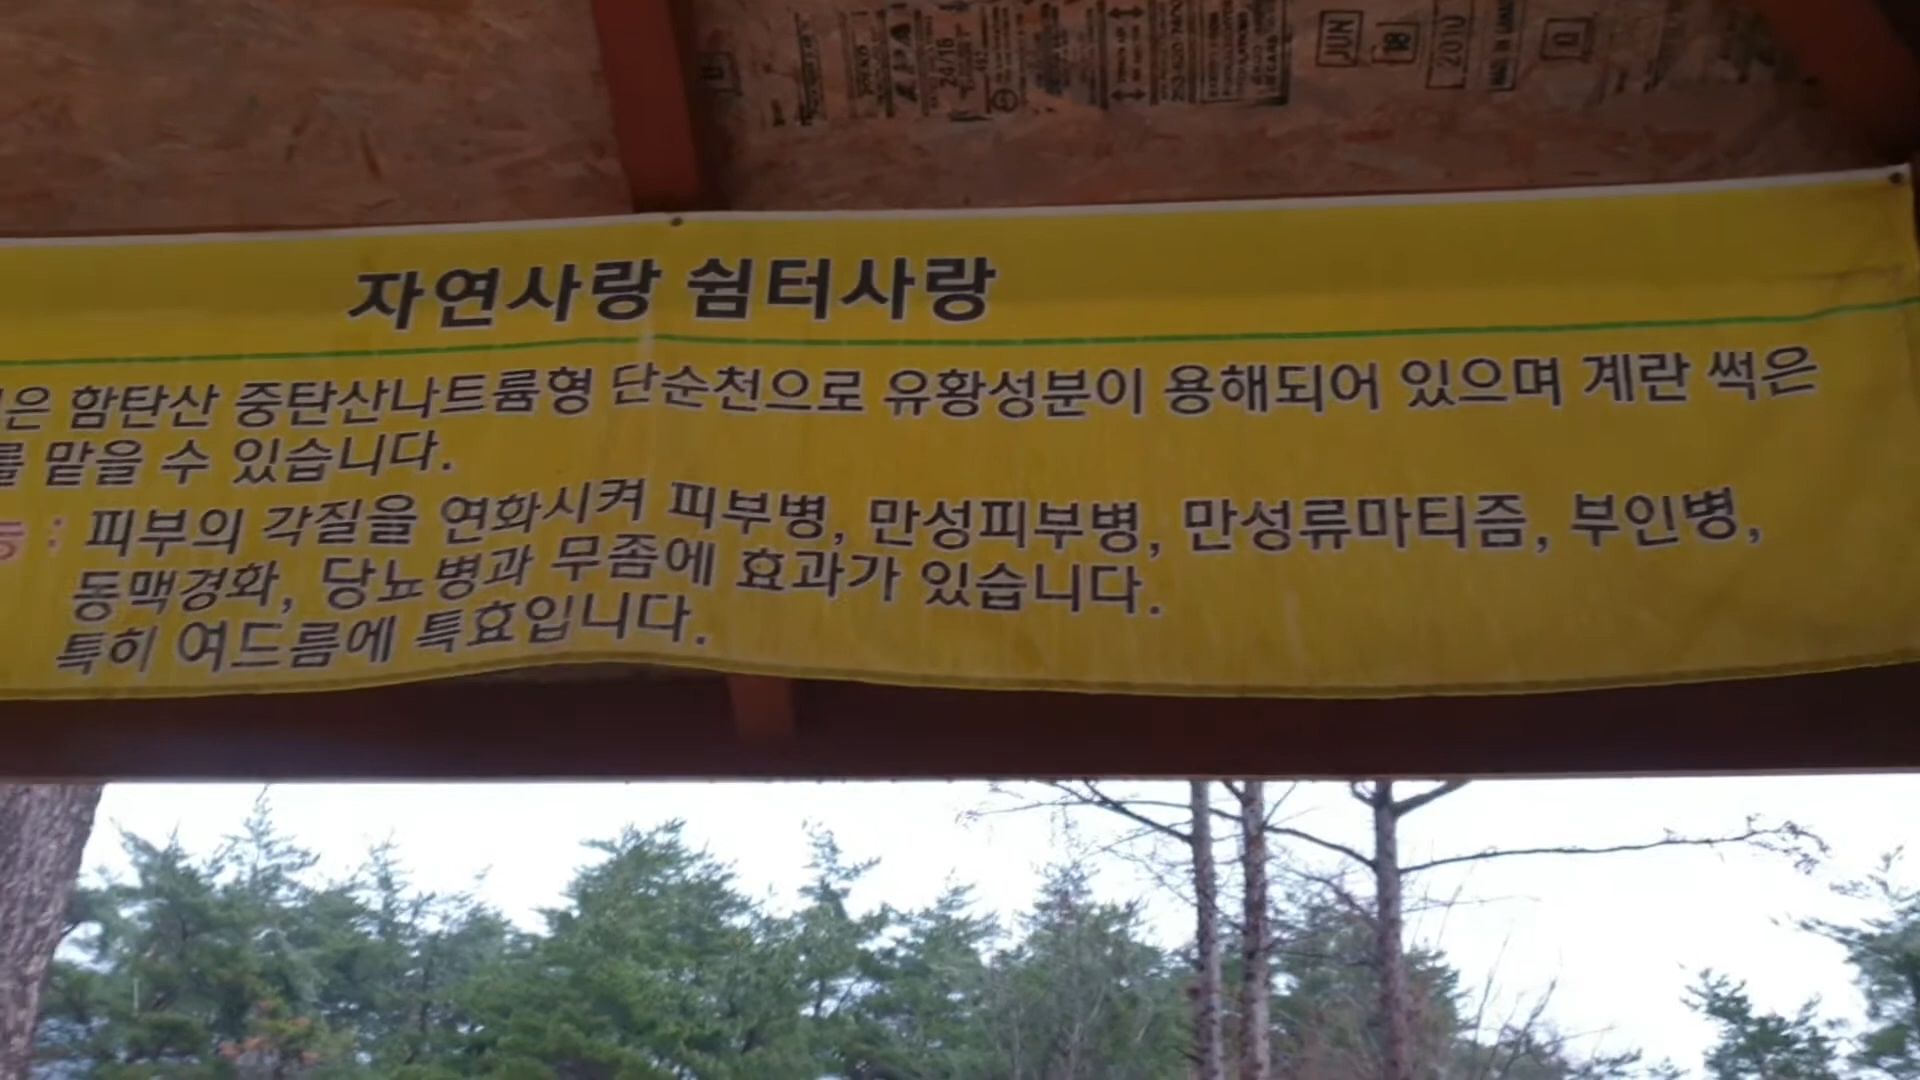 JUN 18 2010
24/16
자연사랑 쉼터사랑
은 함탄산 중탄산나트륨형 단순천으로 유황성분이 용해되어 있으며 계란 썩은
를 맡을 수 있습니다.
: 피부의 각질을 연화시켜 피부병, 만성피부병, 만성류마티즘, 부인병,
동맥경화, 당뇨병과 무좀에 효과가 있습니다.
특히 여드름에 특효입니다.